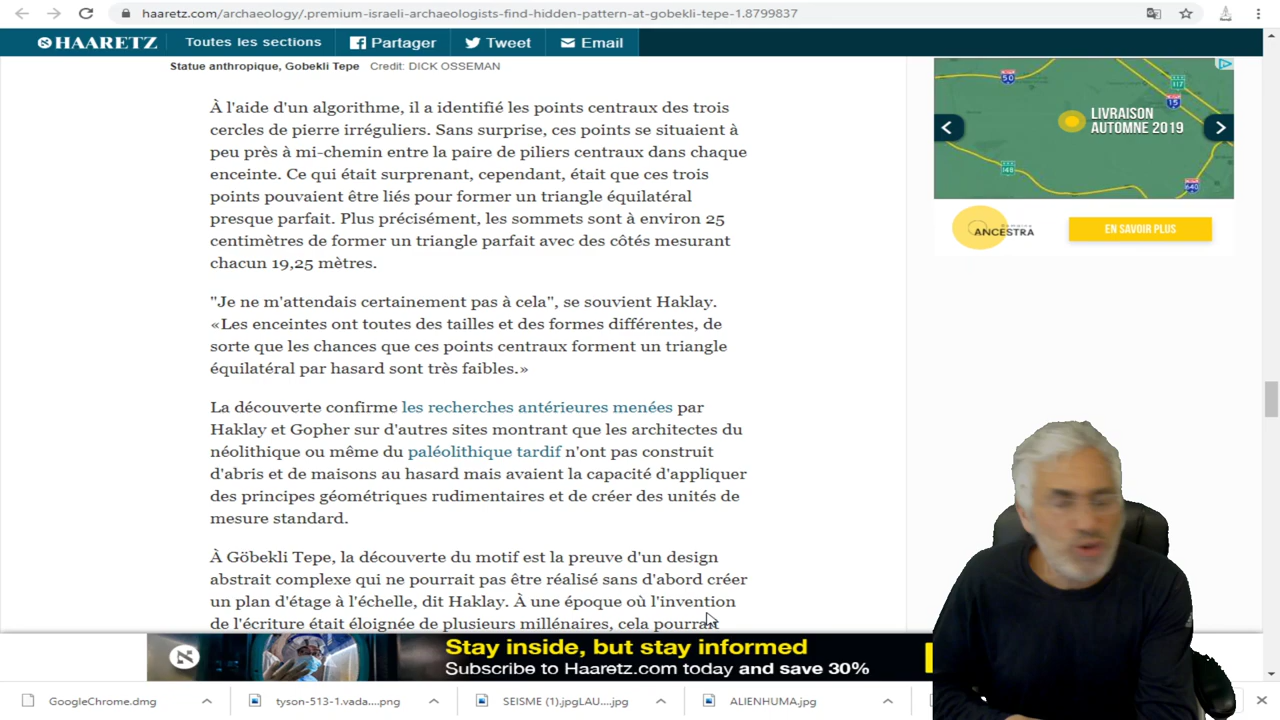 haaretz.com/archaeology/.premium-israeli-archaeologists-find-hidden-pattern-at-gobekli-tepe-1.8799837
HAARETZ Toutes les sections Partager Tweet Email
Statue anthropique, Gobekli Tepe Credit: DICK OSSEMAN
À l'aide d'un algorithme, il a identifié les points centraux des trois
cercles de pierre irréguliers. Sans surprise, ces points se situaient à
peu près à mi-chemin entre la paire de piliers centraux dans chaque
enceinte. Ce qui était surprenant, cependant, était que ces trois
points pouvaient être liés pour former un triangle équilatéral
presque parfait. Plus précisément, les sommets sont à environ 25
centimètres de former un triangle parfait avec des côtés mesurant
chacun 19,25 mètres.
"Je ne m'attendais certainement pas à cela", se souvient Haklay.
«Les enceintes ont toutes des tailles et des formes différentes, de
sorte que les chances que ces points centraux forment un triangle
équilatéral par hasard sont très faibles.»
La découverte confirme les recherches antérieures menées par
Haklay et Gopher sur d'autres sites montrant que les architectes du
néolithique ou même du paléolithique tardif n'ont pas construit
d'abris et de maisons au hasard mais avaient la capacité d'appliquer
des principes géométriques rudimentaires et de créer des unités de
mesure standard.
À Göbekli Tepe, la découverte du motif est la preuve d'un design
abstrait complexe qui ne pourrait pas être réalisé sans d'abord créer
un plan d'étage à l'échelle, dit Haklay. À une époque où l'invention
de l'écriture était éloignée de plusieurs millénaires, cela pourrait
50
117
15
LIVRAISON
AUTOMNE 2019
148
640
DOMAINE
ANCESTRA
EN SAVOIR PLUS
Stay inside, but stay informed
Subscribe to Haaretz.com today and save 30%
GoogleChrome.dmg
tyson-513-1.vada....png
SEISME (1).jpgLAU....jpg
ALIENHUMA.jpg